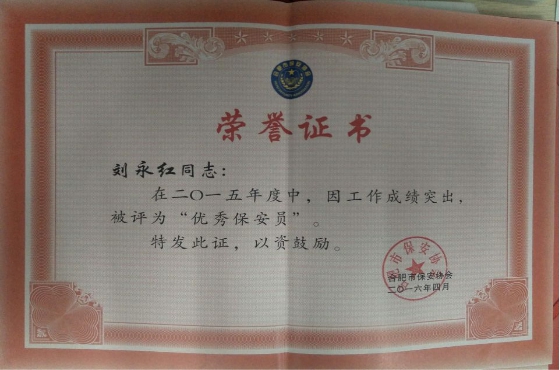 荣誉证书
刘永红同志：
在二〇一五年度中，因工作成绩突出，
被评为“优秀保安员”。
特发此证，以资鼓励。
合肥市保安协会
二〇一六年四月